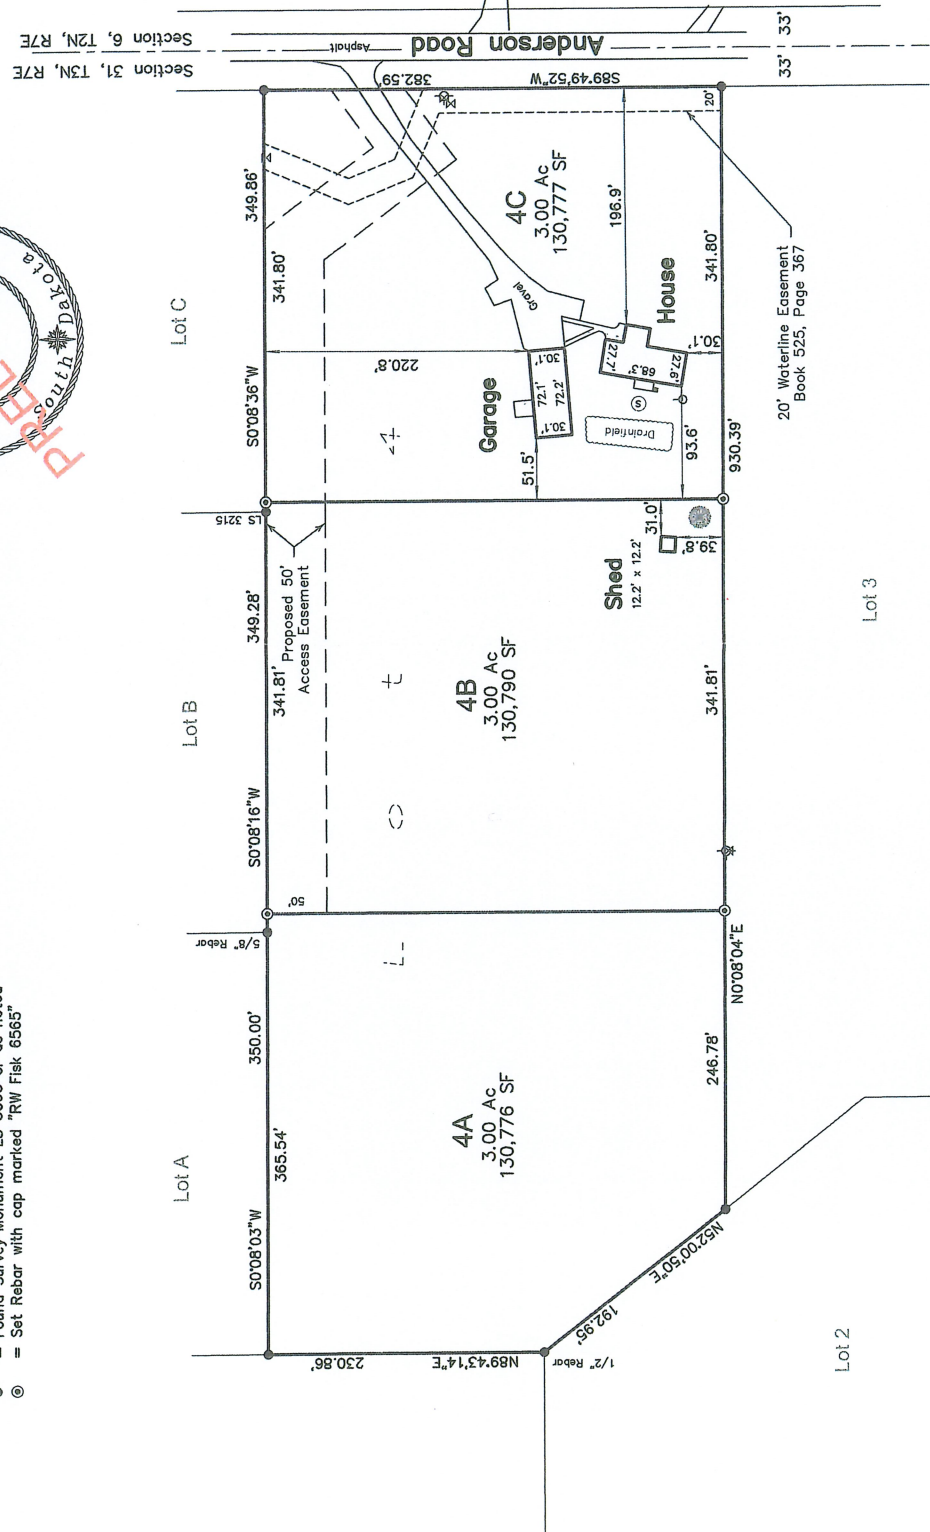 Section 6, T2N, R7E
Section 31, T3N, R7E
Asphalt
Anderson Road
33'
33'
382.59'
S89°49'52"W
20'
South Dakota
Lot C
349.86'
341.80'
S0°08'36"W
220.8'
4C
3.00 Ac
130,777 SF
196.9'
341.80'
20' Waterline Easement
Book 525, Page 367
Gravel
House
30.1'
27.7'
68.3'
27.6'
Garage
30.1'
72.1'
72.2'
30.1'
S
Drainfield
51.5'
93.6'
930.39'
LS 3215
Proposed 50'
Access Easement
31.0'
39.8'
Shed
12.2' x 12.2'
Lot 3
Lot B
349.28'
341.81'
S0°08'16"W
50'
Lot 4
4B
3.00 Ac
130,790 SF
341.81'
5/8" Rebar
N0°08'04"E
350.00'
365.54'
Lot A
S0°08'03"W
4A
3.00 Ac
130,776 SF
246.78'
230.86'
N89°43'14"E
192.95'
N52°00'50"E
1/2" Rebar
Lot 2
= Set Rebar with cap marked "RW Fisk 6565"